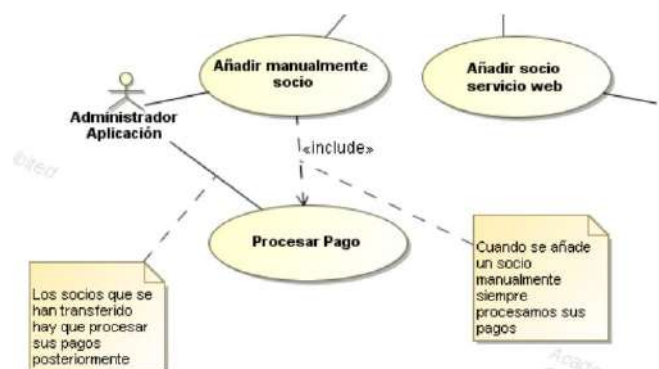 Añadir manualmente
socio
Añadir socio
servicio web
Administrador
Aplicación
«include»
Procesar Pago
Los socios que se
han transferido
hay que procesar
sus pagos
posteriormente
Cuando se añade
un socio
manualmente
siempre
procesamos sus
pagos